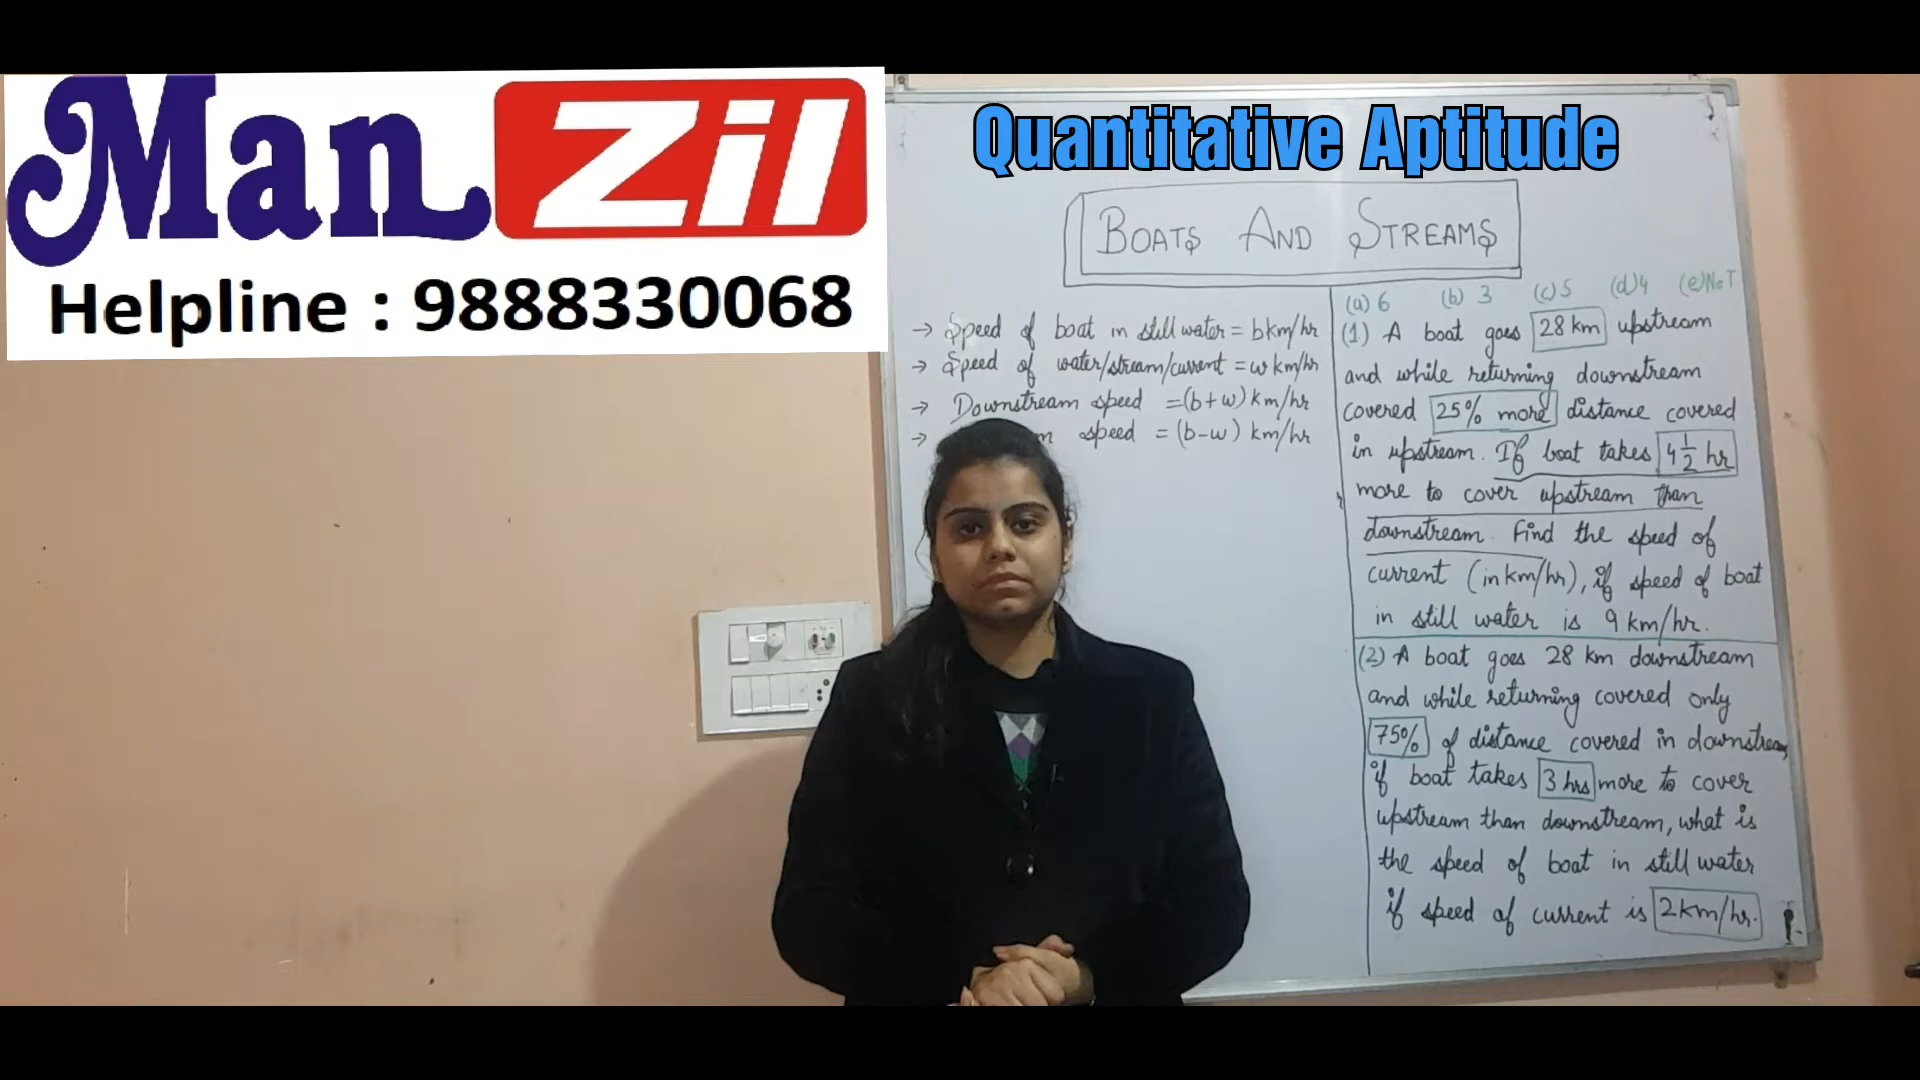 ManZil
Helpline : 9888330068
Quantitative Aptitude
BOATS AND STREAMS
→ Speed of boat in still water = b km/hr
→ Speed of water/stream/current = w km/hr
→ Downstream speed = (b+w) km/hr
→ m speed = (b-w) km/hr
(a) 6 (b) 3 (c) 5 (d) 4 (e) NOT
(1) A boat goes 28 km upstream
and while returning downstream
covered 25% more distance covered
in upstream. If boat takes 4 1/2 hr
more to cover upstream than
downstream. Find the speed of
current (in km/hr), if speed of boat
in still water is 9 km/hr.
(2) A boat goes 28 km downstream
and while returning covered only
75% of distance covered in downstream,
if boat takes 3 hrs more to cover
upstream than downstream, what is
the speed of boat in still water
if speed of current is 2 km/hr.